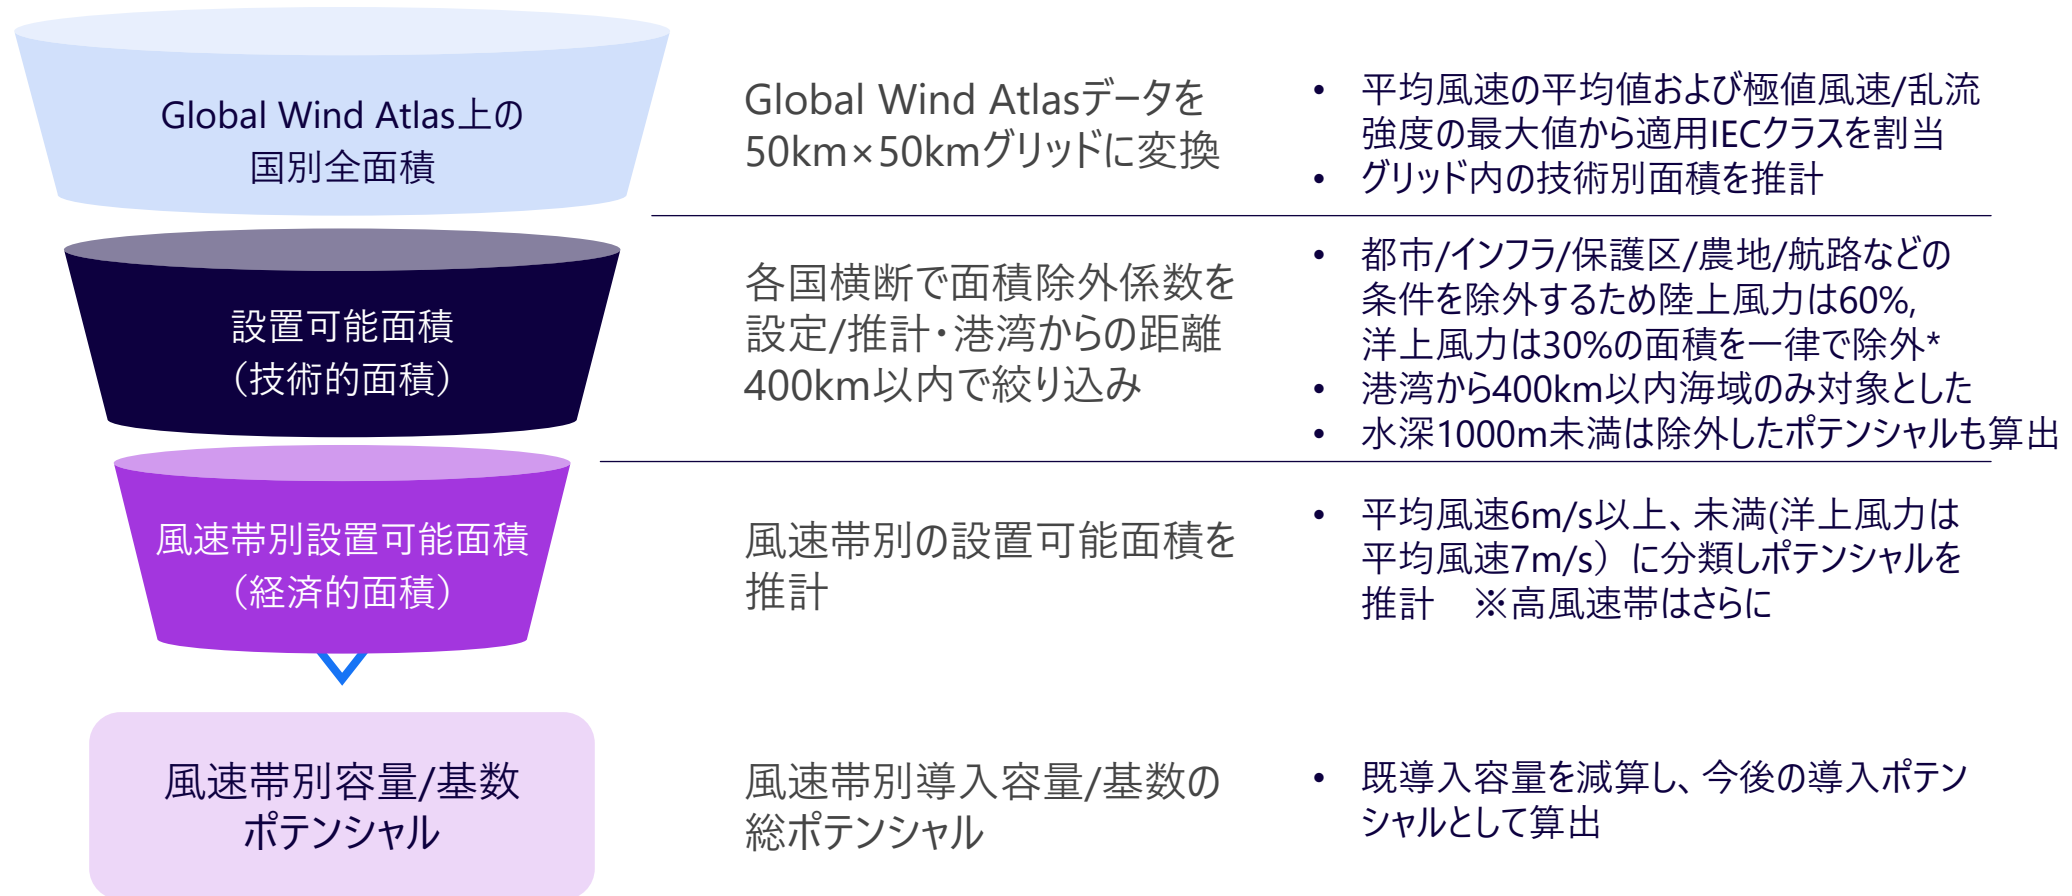 Global Wind Atlas上の
国別全面積
Global Wind Atlasデータを
50km×50kmグリッドに変換
• 平均風速の平均値および極値風速/乱流
強度の最大値から適用IECクラスを割当
• グリッド内の技術別面積を推計
設置可能面積
（技術的面積）
各国横断で面積除外係数を
設定/推計・港湾からの距離
400km以内で絞り込み
• 都市/インフラ/保護区/農地/航路などの
条件を除外するため陸上風力は60%,
洋上風力は30%の面積を一律で除外*
• 港湾から400km以内海域のみ対象とした
• 水深1000m未満は除外したポテンシャルも算出
風速帯別設置可能面積
（経済的面積）
風速帯別の設置可能面積を
推計
• 平均風速6m/s以上、未満(洋上風力は
平均風速7m/s）に分類しポテンシャルを
推計　※高風速帯はさらに
風速帯別容量/基数
ポテンシャル
風速帯別導入容量/基数の
総ポテンシャル
• 既導入容量を減算し、今後の導入ポテン
シャルとして算出